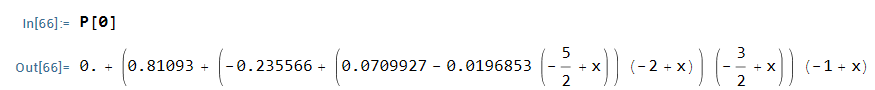 In[66]:= P[0]
Out[66]= 0. + (0.81093 + (-0.235566 + (0.0709927 - 0.0196853 (-5/2 + x)) (-2 + x)) (-3/2 + x)) (-1 + x)